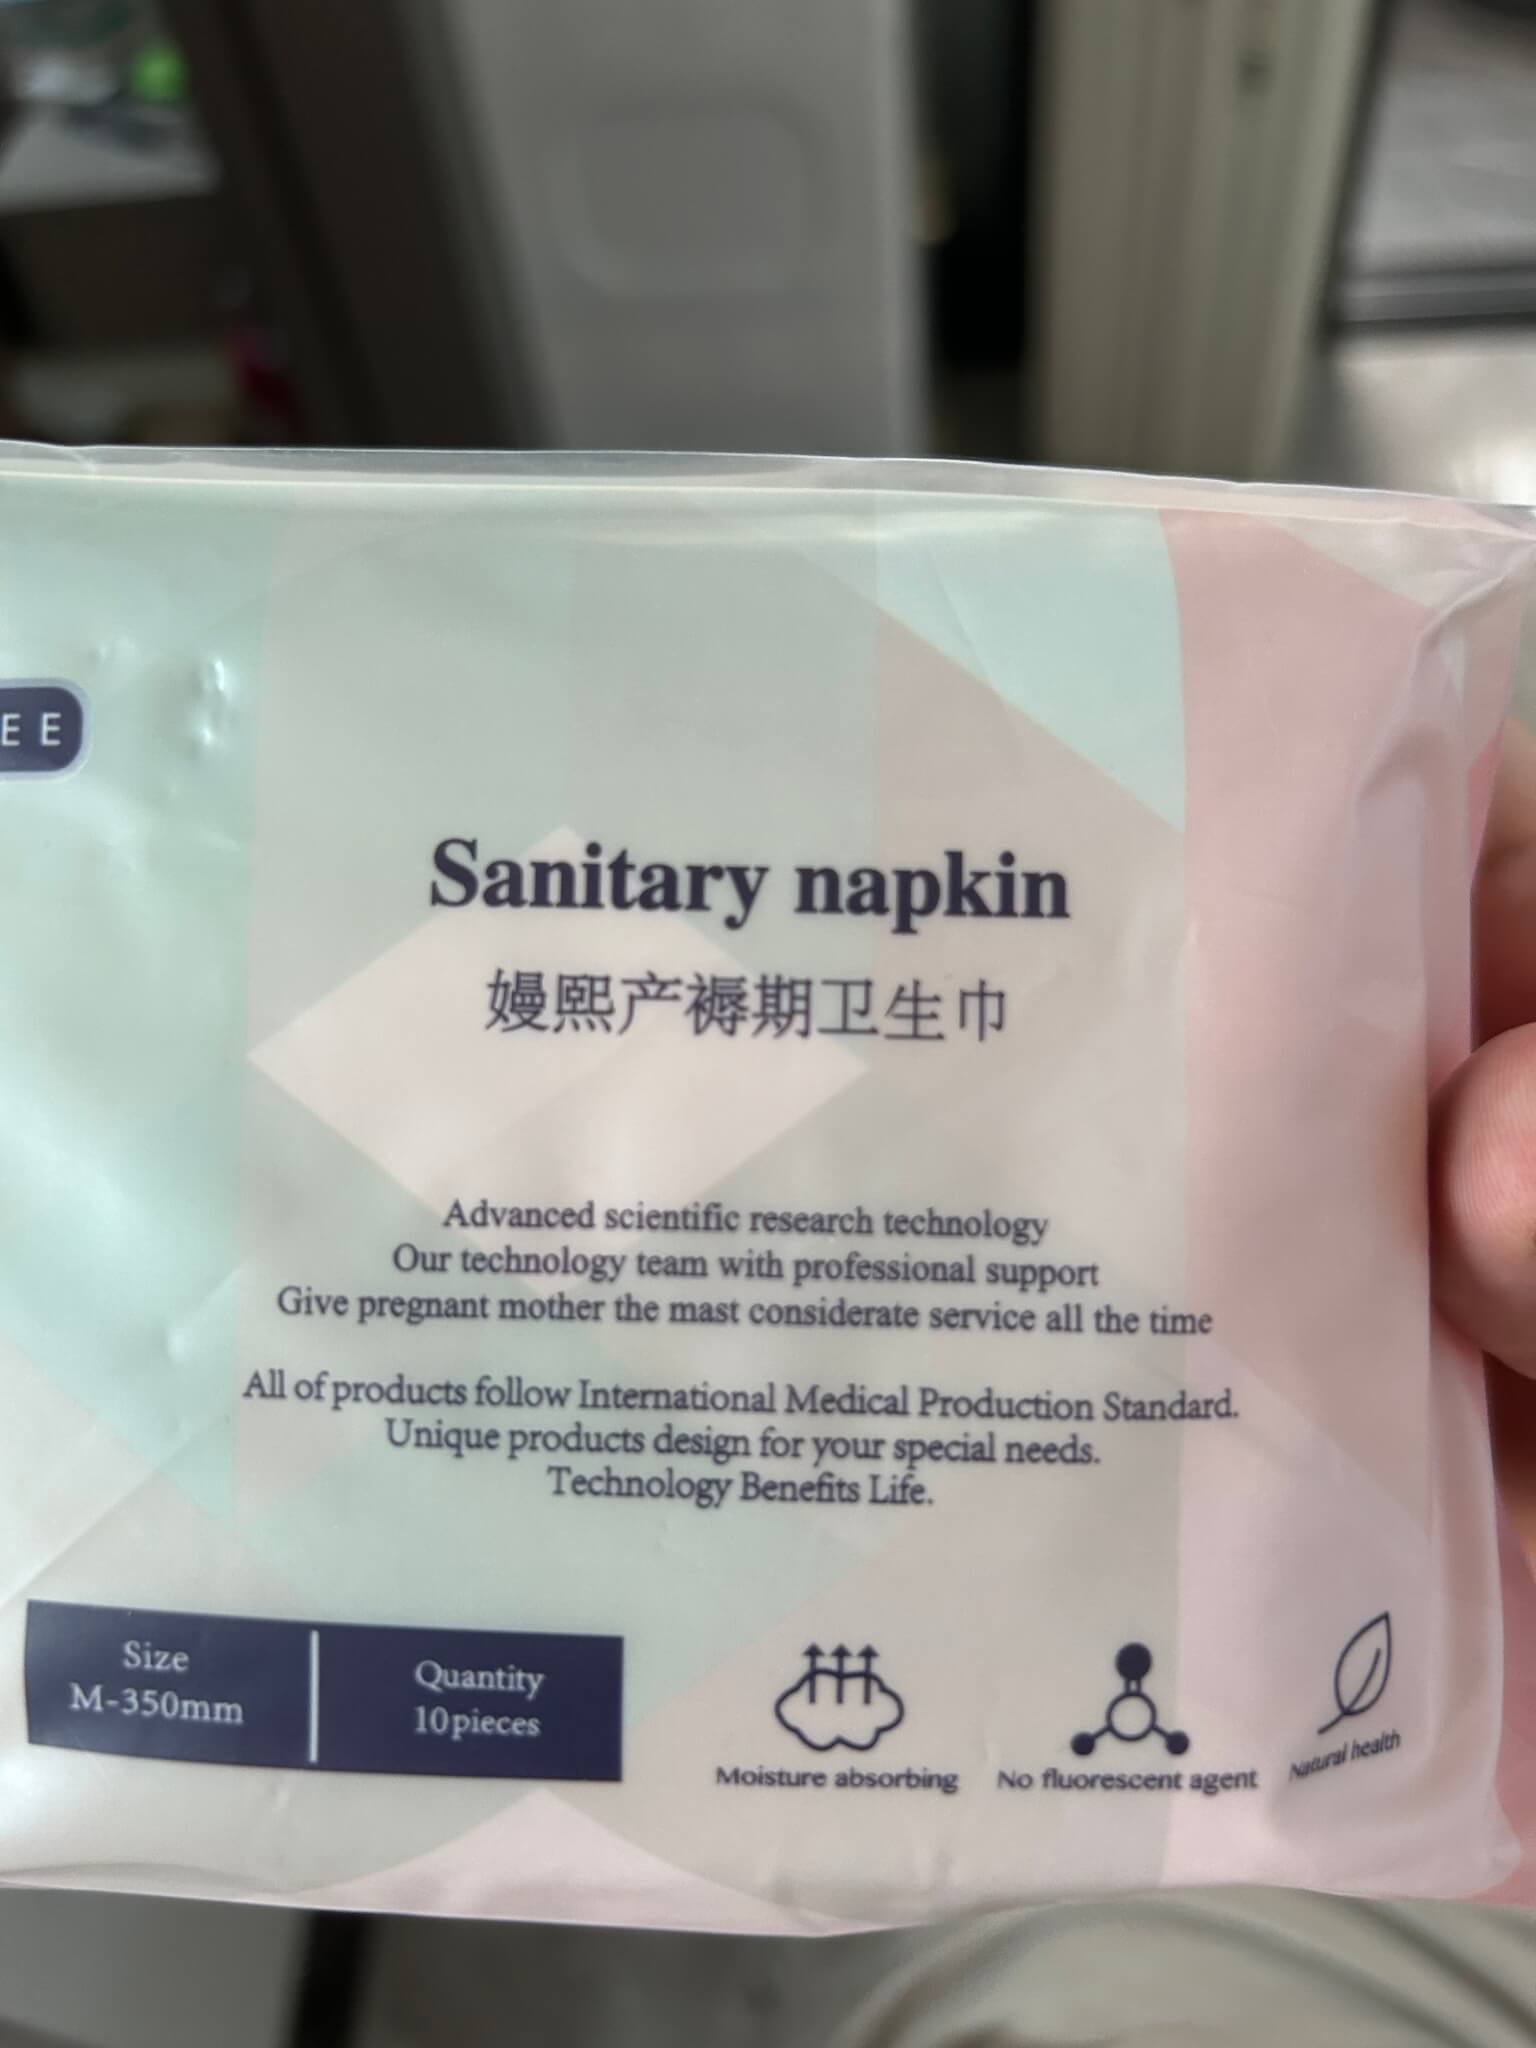 EE
Sanitary napkin
嫚熙产褥期卫生巾
Advanced scientific research technology
Our technology team with professional support
Give pregnant mother the mast considerate service all the time
All of products follow International Medical Production Standard.
Unique products design for your special needs.
Technology Benefits Life.
Size
M-350mm
Quantity
10pieces
Moisture absorbing
No fluorescent agent
Natural health